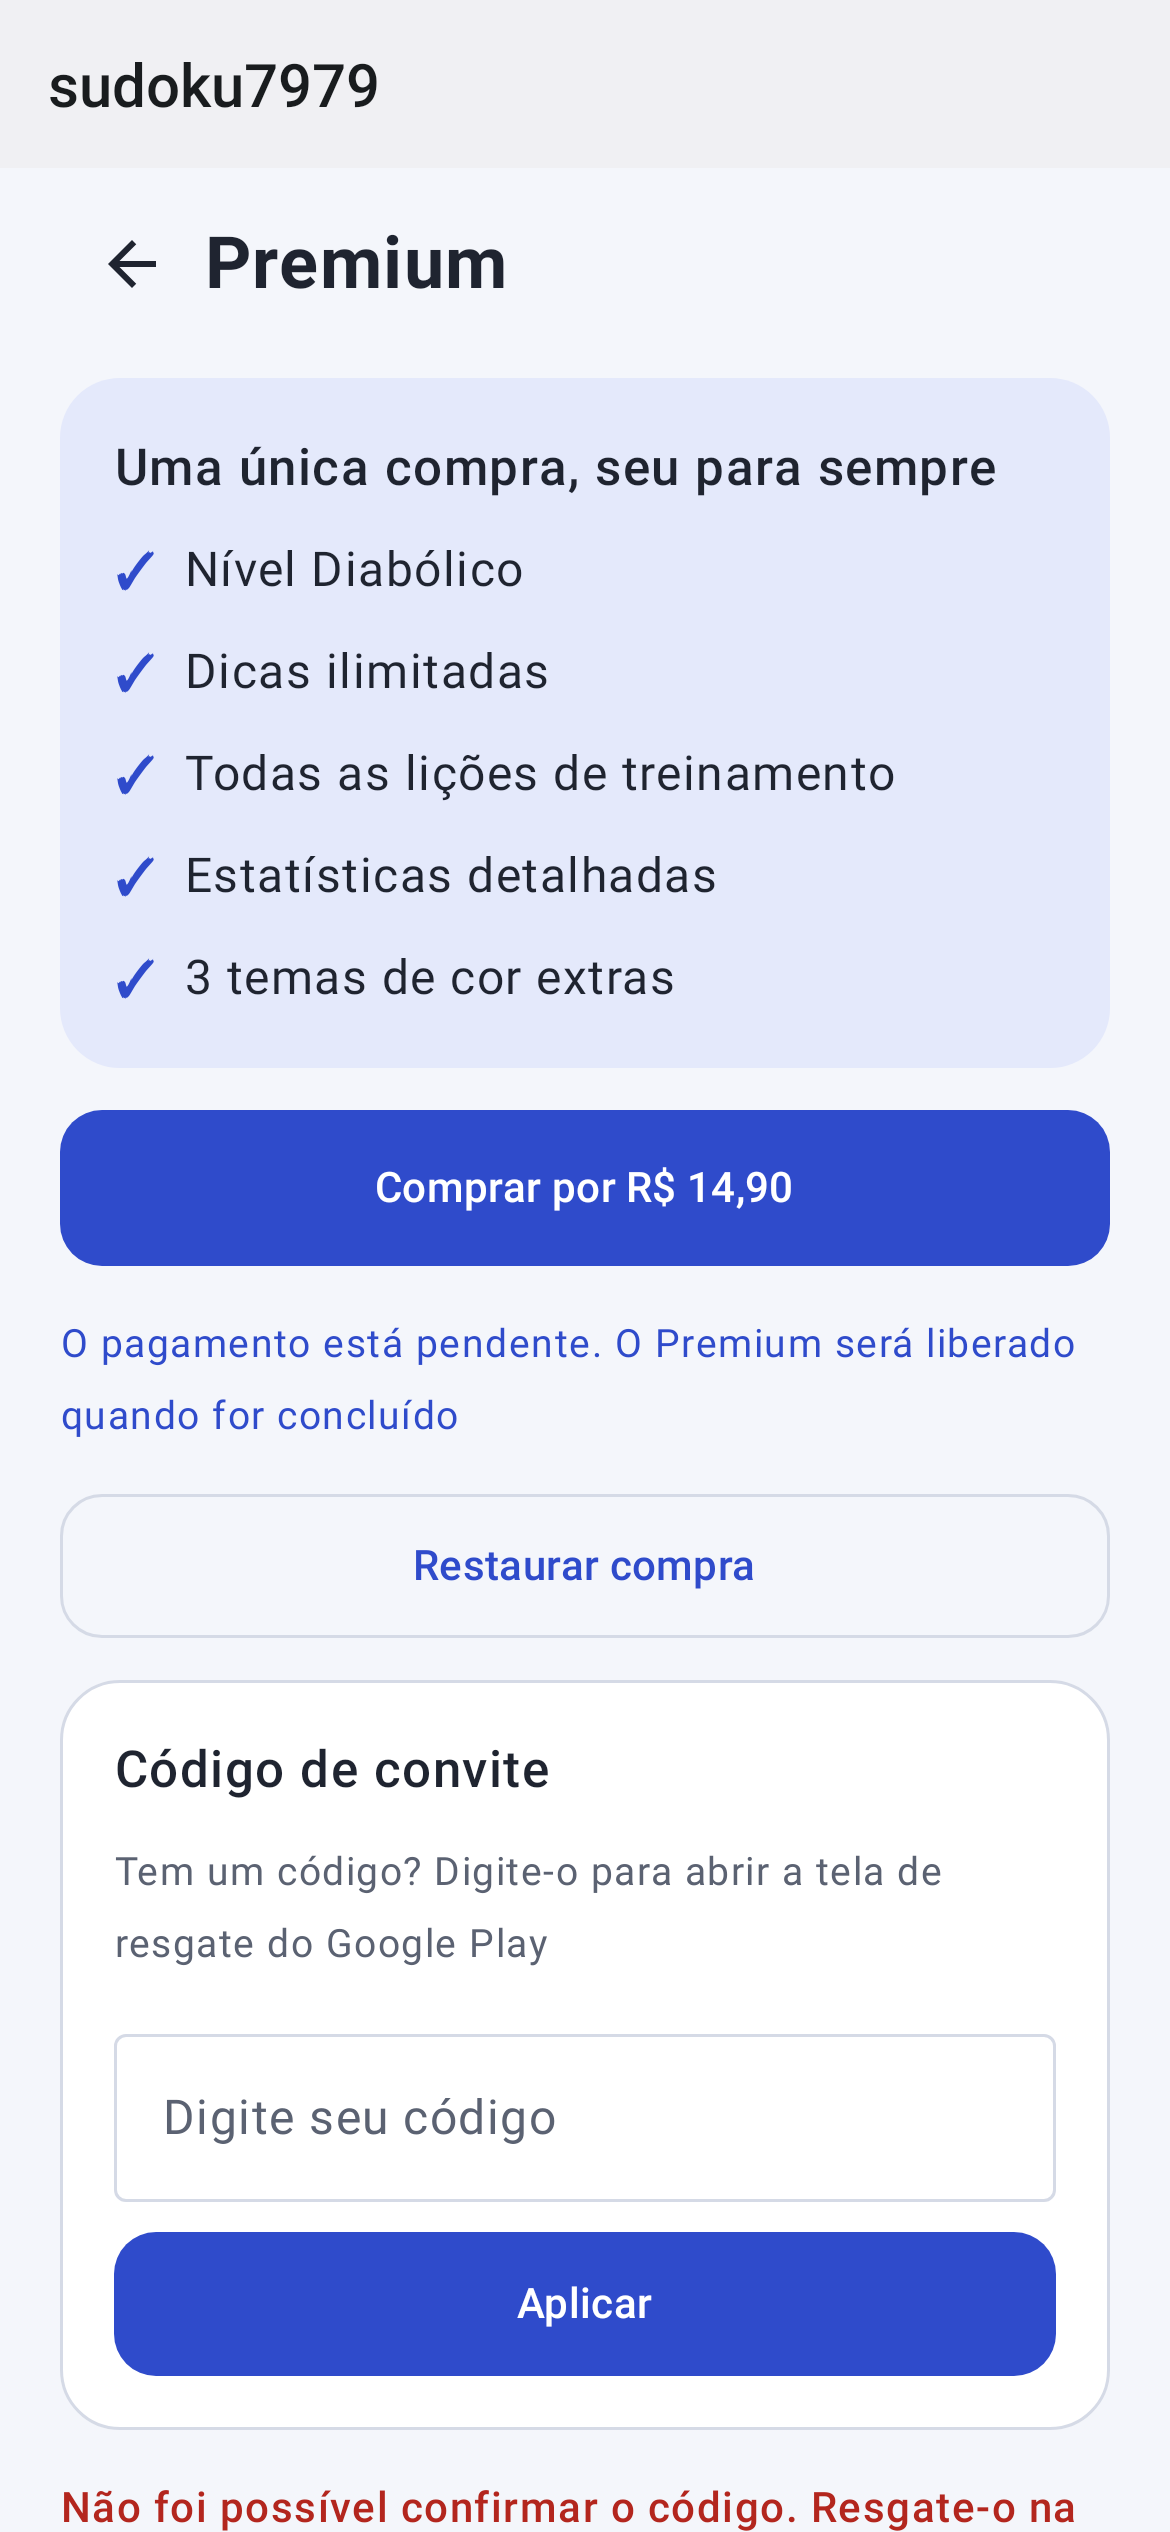 sudoku7979
Premium
Uma única compra, seu para sempre
✓ Nível Diabólico
✓ Dicas ilimitadas
✓ Todas as lições de treinamento
✓ Estatísticas detalhadas
✓ 3 temas de cor extras
Comprar por R$ 14,90
O pagamento está pendente. O Premium será liberado
quando for concluído
Restaurar compra
Código de convite
Tem um código? Digite-o para abrir a tela de
resgate do Google Play
Digite seu código
Aplicar
Não foi possível confirmar o código. Resgate-o na